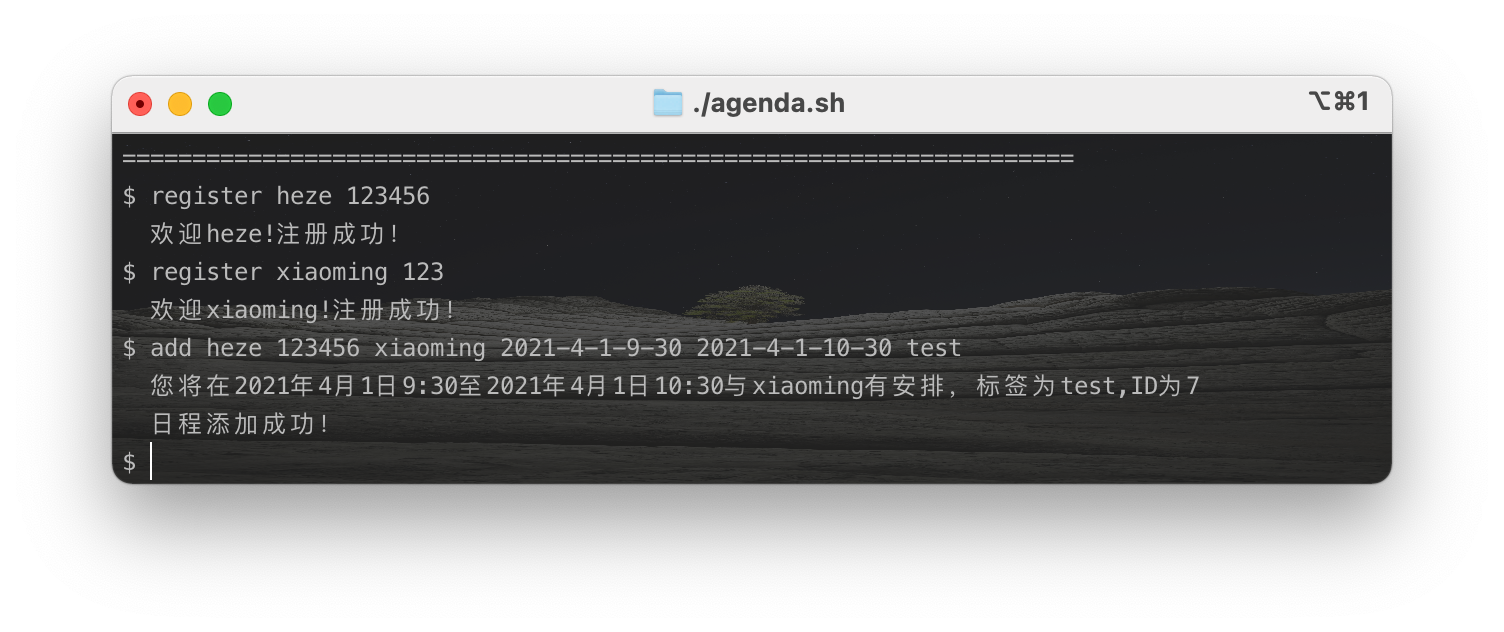 ./agenda.sh
⌥⌘1
====================================================================
$ register heze 123456
欢迎heze!注册成功!
$ register xiaoming 123
欢迎xiaoming!注册成功!
$ add heze 123456 xiaoming 2021-4-1-9-30 2021-4-1-10-30 test
您将在2021年4月1日9:30至2021年4月1日10:30与xiaoming有安排，标签为test,ID为7
日程添加成功!
$